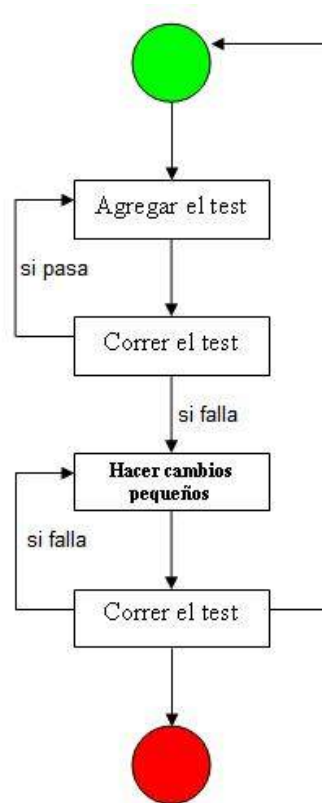 Agregar el test
si pasa
Correr el test
si falla
Hacer cambios
pequeños
si falla
Correr el test